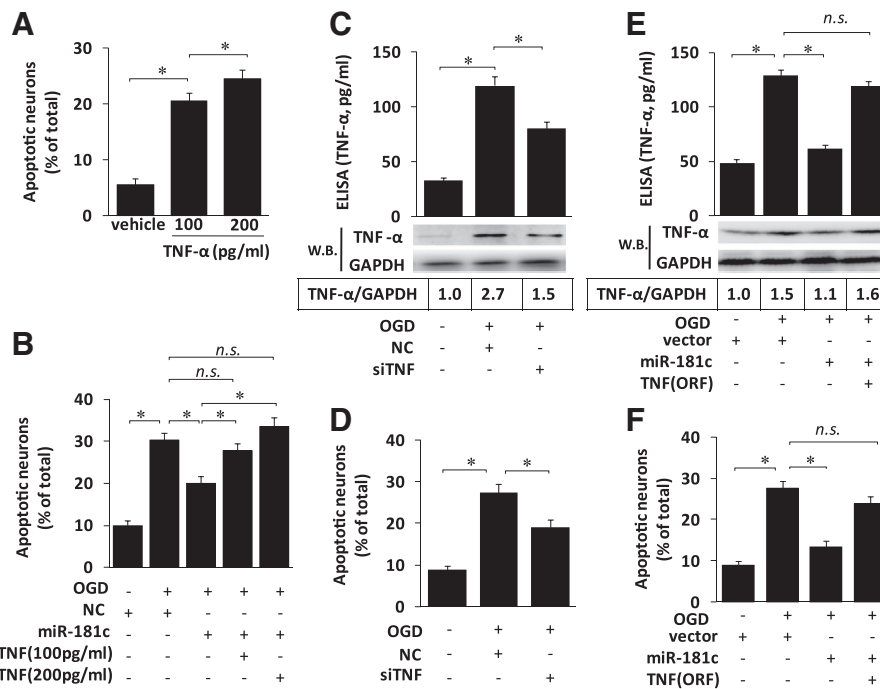 A
30
20
10
0
Apoptotic neurons
(% of total)
*
*
vehicle 100 200
TNF-α (pg/ml)
B
n.s.
n.s.
*
* * *
40
30
20
10
0
Apoptotic neurons
(% of total)
OGD - + + + +
NC + + - - -
miR-181c - - + + +
TNF(100pg/ml) - - - + -
TNF(200pg/ml) - - - - +
C
*
*
150
100
50
0
ELISA (TNF-α, pg/ml)
W.B.
TNF-α
GAPDH
TNF-α/GAPDH 1.0 2.7 1.5
OGD - + +
NC - + -
siTNF - - +
D
40
30
20
10
0
Apoptotic neurons
(% of total)
* *
OGD - + +
NC - + -
siTNF - - +
E
n.s.
* *
150
100
50
0
ELISA (TNF-α, pg/ml)
W.B.
TNF-α
GAPDH
TNF-α/GAPDH 1.0 1.5 1.1 1.6
OGD - + + +
vector + + - -
miR-181c - - + +
TNF(ORF) - - - +
F
n.s.
* *
40
30
20
10
0
Apoptotic neurons
(% of total)
OGD - + + +
vector + + - -
miR-181c - - + +
TNF(ORF) - - - +